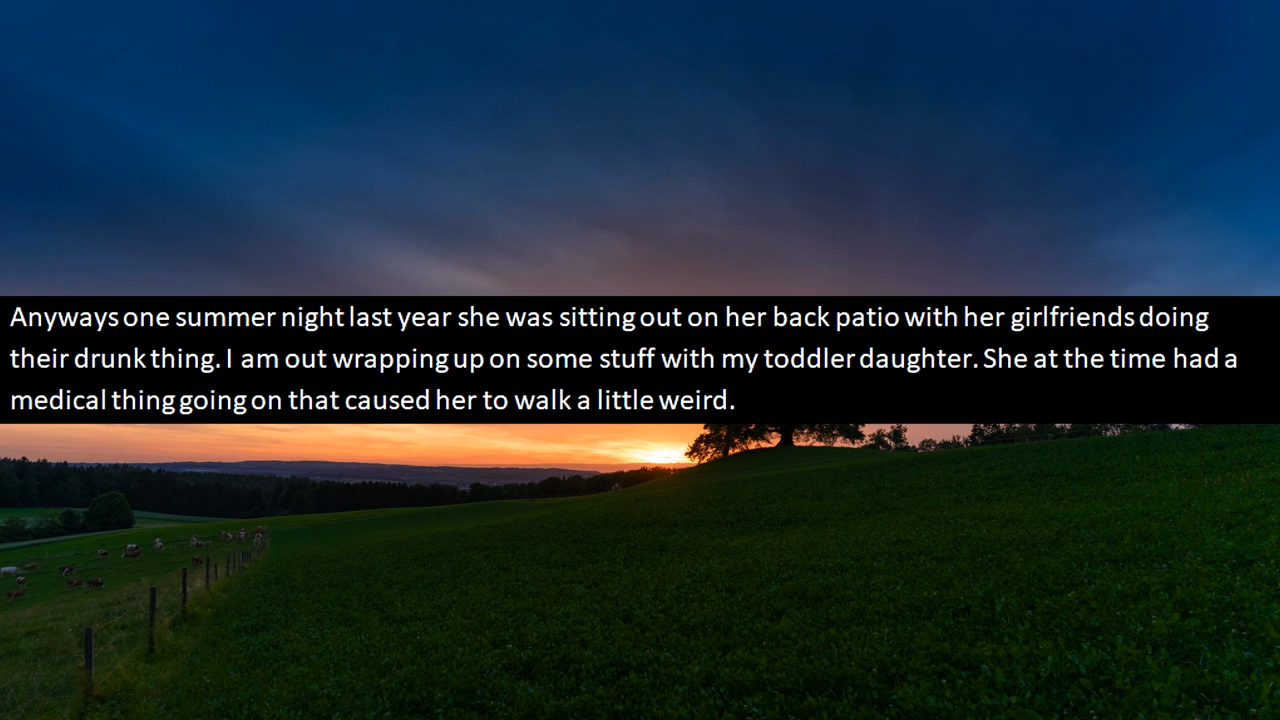 Anyways one summer night last year she was sitting out on her back patio with her girlfriends doing
their drunk thing. I am out wrapping up on some stuff with my toddler daughter. She at the time had a
medical thing going on that caused her to walk a little weird.